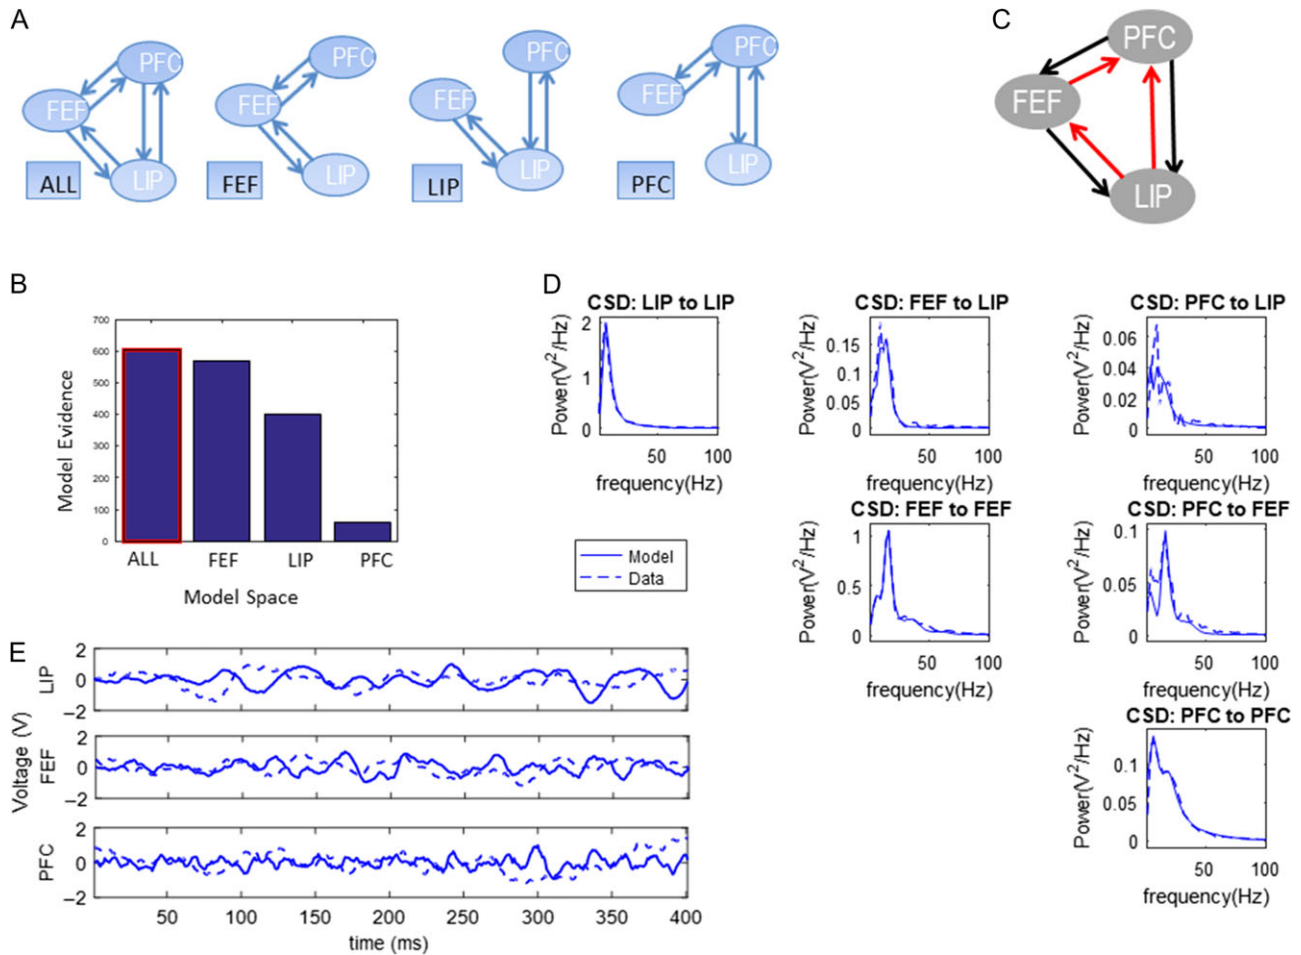 A
PFC
FEF
LIP
ALL
PFC
FEF
LIP
FEF
PFC
FEF
LIP
LIP
PFC
FEF
LIP
PFC
C
PFC
FEF
LIP
B
700
600
500
400
300
200
100
0
Model Evidence
ALL FEF LIP PFC
Model Space
D
CSD: LIP to LIP
Power(V²/Hz)
2
1
0
50 100
frequency(Hz)
CSD: FEF to LIP
Power(V²/Hz)
0.15
0.1
0.05
0
50 100
frequency(Hz)
CSD: PFC to LIP
Power(V²/Hz)
0.06
0.04
0.02
0
50 100
frequency(Hz)
Model
Data
CSD: FEF to FEF
Power(V²/Hz)
1
0.5
0
50 100
frequency(Hz)
CSD: PFC to FEF
Power(V²/Hz)
0.1
0.05
0
50 100
frequency(Hz)
CSD: PFC to PFC
Power(V²/Hz)
0.1
0.05
0
50 100
frequency(Hz)
E
Voltage (V)
LIP
2
0
−2
FEF
2
0
−2
PFC
2
0
−2
50 100 150 200 250 300 350 400
time (ms)